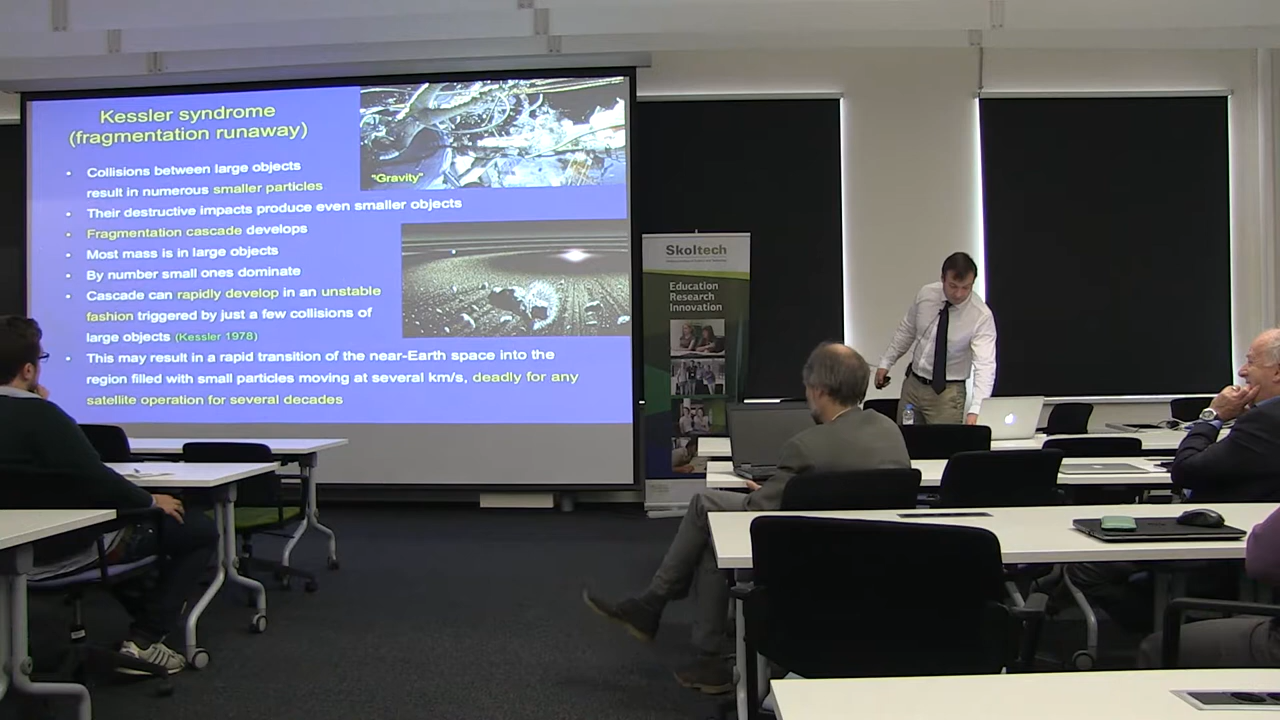 Kessler syndrome
(fragmentation runaway)
"Gravity"
• Collisions between large objects
result in numerous smaller particles
• Their destructive impacts produce even smaller objects
• Fragmentation cascade develops
• Most mass is in large objects
• By number small ones dominate
• Cascade can rapidly develop in an unstable
fashion triggered by just a few collisions of
large objects (Kessler 1978)
• This may result in a rapid transition of the near-Earth space into the
region filled with small particles moving at several km/s, deadly for any
satellite operation for several decades
Skoltech
Education
Research
Innovation